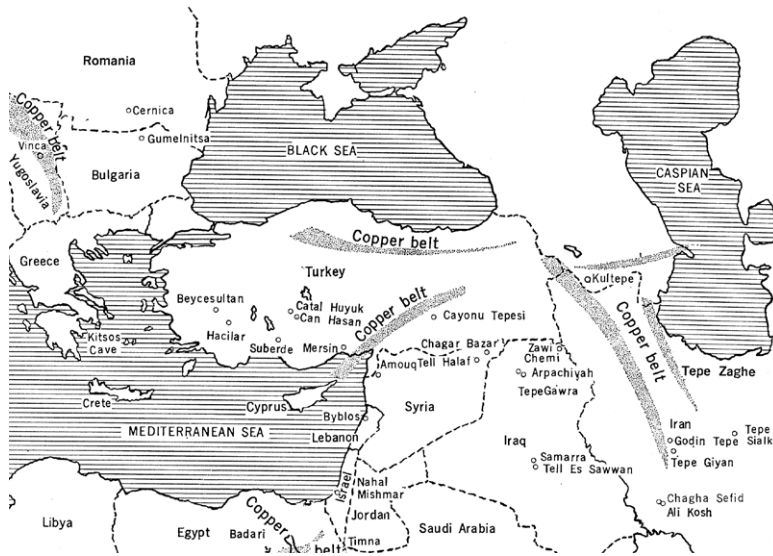 Romania
Cernica
Copper belt
Gumelnitsa
Vinca
Yugoslavia
Bulgaria
BLACK SEA
CASPIAN
SEA
Greece
Copper belt
Turkey
Kultepe
Beycesultan
Catal Huyuk
Can Hasan
Copper belt
Cayonu Tepesi
Copper belt
Hacilar
Kitsos
Cave
Suberde
Mersin
Chagar Bazar
Zawi
Chemi
Amouq
Tell Halaf
Arpachiyah
TepeGawra
Tepe Zaghe
Crete
Cyprus
Byblos
Syria
Iran
Godin Tepe
Tepe
Sialk
MEDITERRANEAN SEA
Lebanon
Iraq
Tepe Giyan
Samarra
Tell Es Sawwan
Israel
Nahal
Mishmar
Chagha Sefid
Ali Kosh
Libya
Egypt
Badari
Copper
belt
Jordan
Timna
Saudi Arabia